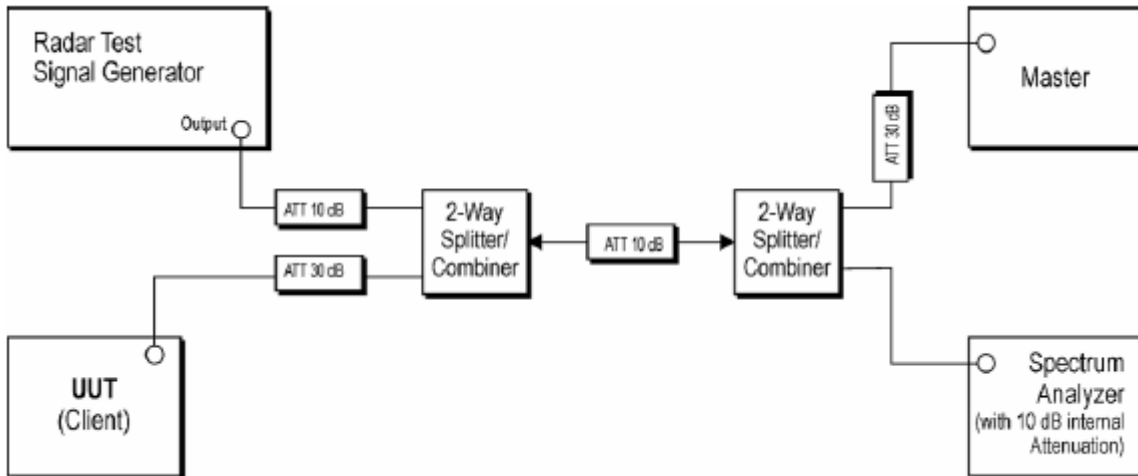 Radar Test
Signal Generator
Output
ATT 10 dB
2-Way
Splitter/
Combiner
ATT 30 dB
ATT 10 dB
2-Way
Splitter/
Combiner
ATT 30 dB
Master
UUT
(Client)
Spectrum
Analyzer
(with 10 dB internal
Attenuation)